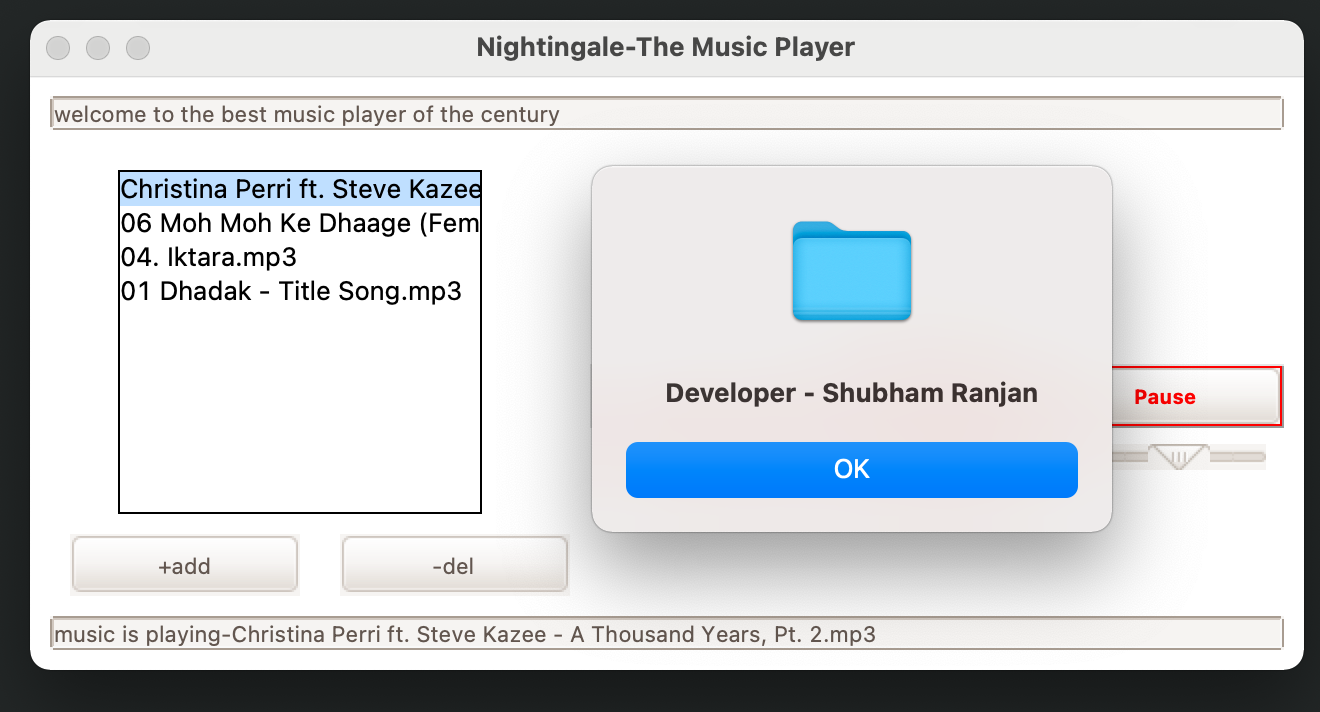 Nightingale-The Music Player
welcome to the best music player of the century
Christina Perri ft. Steve Kazee
06 Moh Moh Ke Dhaage (Fem
04. Iktara.mp3
01 Dhadak - Title Song.mp3
Developer - Shubham Ranjan
OK
Pause
+add
-del
music is playing-Christina Perri ft. Steve Kazee - A Thousand Years, Pt. 2.mp3